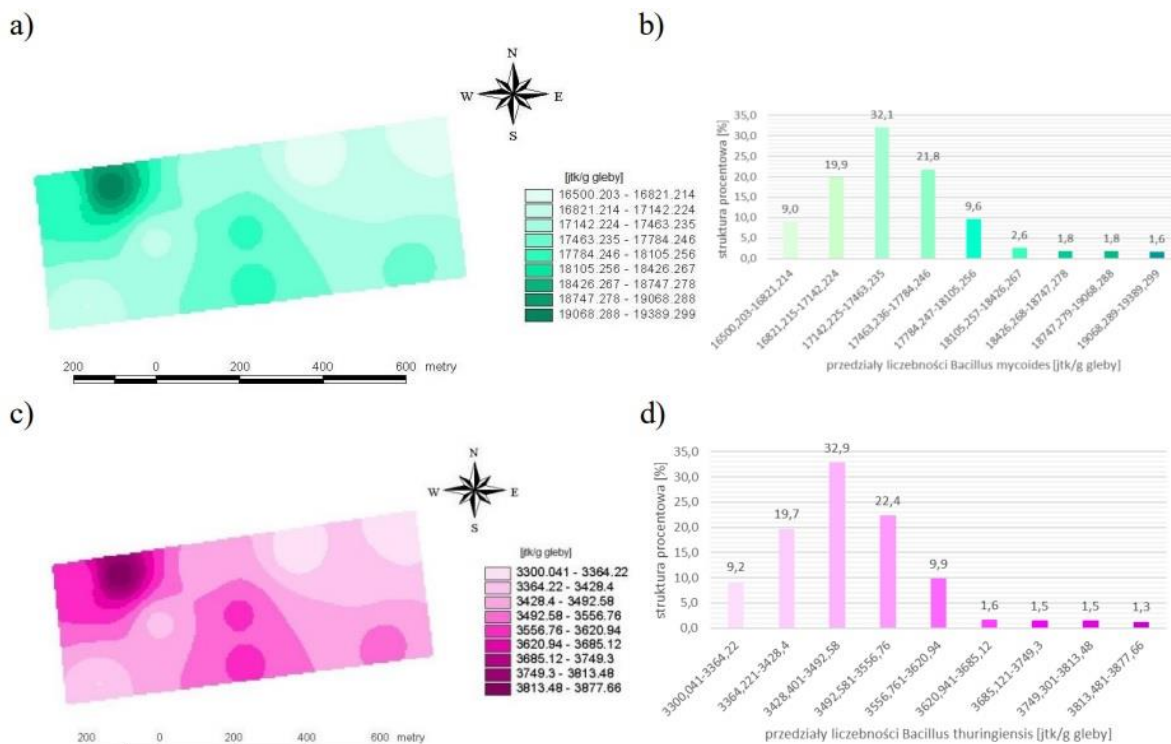 a)
N
W E
S
[jtk/g gleby]
16500.203 - 16821.214
16821.214 - 17142.224
17142.224 - 17463.235
17463.235 - 17784.246
17784.246 - 18105.256
18105.256 - 18426.267
18426.267 - 18747.278
18747.278 - 19068.288
19068.288 - 19389.299
200 0 200 400 600 metry
b)
struktura procentowa [%]
35,0
30,0
25,0
20,0
15,0
10,0
5,0
0,0
9,0
19,9
32,1
21,8
9,6
2,6
1,8
1,8
1,6
16500,203-16821,214
16821,215-17142,224
17142,225-17463,235
17463,236-17784,246
17784,247-18105,256
18105,257-18426,267
18426,268-18747,278
18747,279-19068,288
19068,289-19389,299
przedziały liczebności Bacillus mycoides [jtk/g gleby]
c)
N
W E
S
[jtk/g gleby]
3300.041 - 3364.22
3364.22 - 3428.4
3428.4 - 3492.58
3492.58 - 3556.76
3556.76 - 3620.94
3620.94 - 3685.12
3685.12 - 3749.3
3749.3 - 3813.48
3813.48 - 3877.66
200 0 200 400 600 metry
d)
struktura procentowa [%]
35,0
30,0
25,0
20,0
15,0
10,0
5,0
0,0
9,2
19,7
32,9
22,4
9,9
1,6
1,5
1,5
1,3
3300,041-3364,22
3364,221-3428,4
3428,401-3492,58
3492,581-3556,76
3556,761-3620,94
3620,941-3685,12
3685,121-3749,3
3749,301-3813,48
3813,481-3877,66
przedziały liczebności Bacillus thuringiensis [jtk/g gleby]